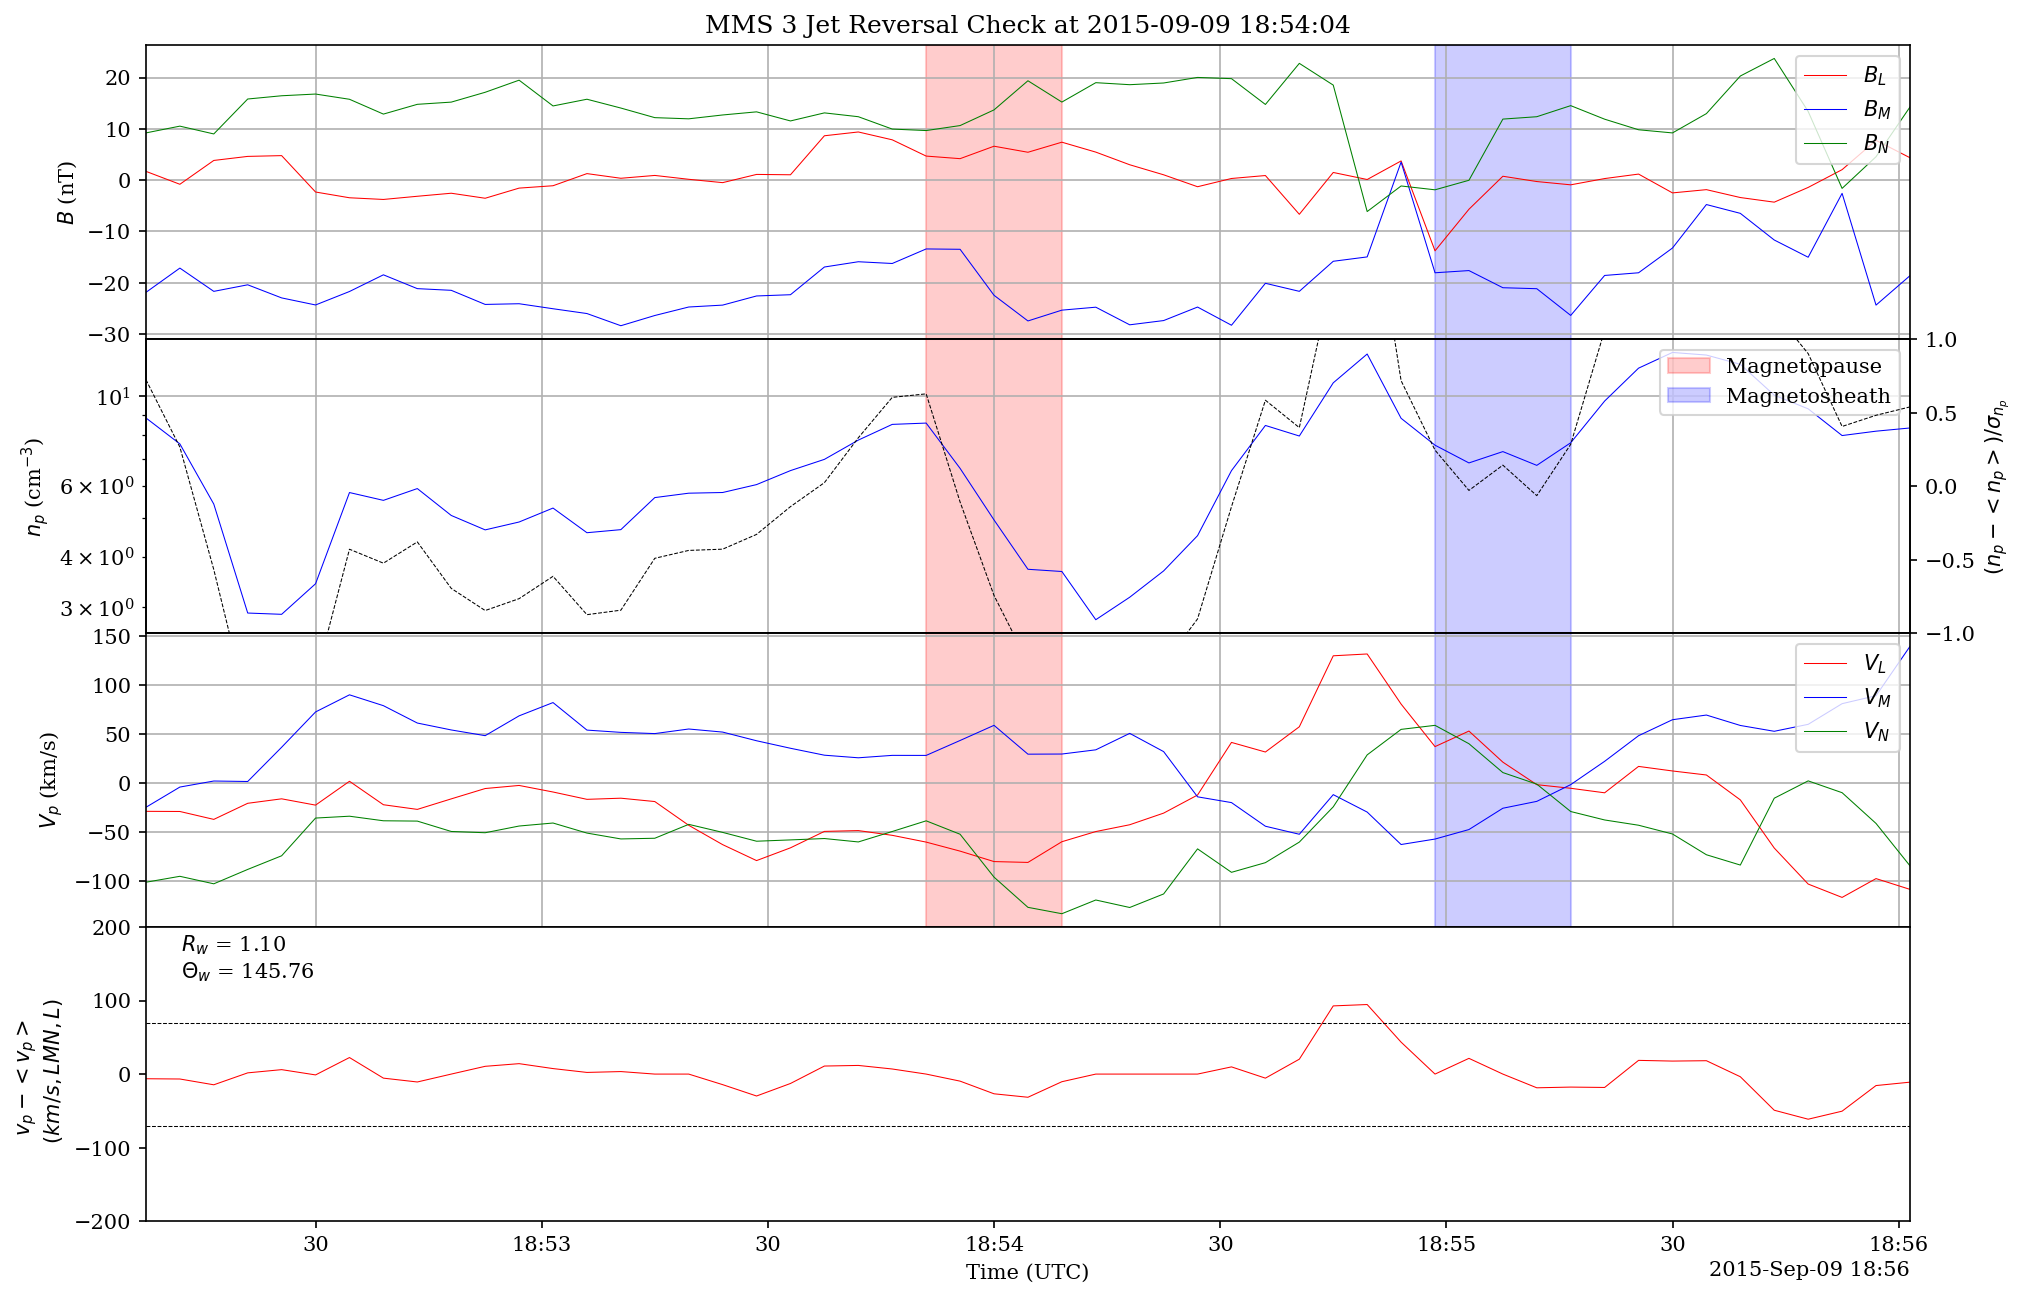 MMS 3 Jet Reversal Check at 2015-09-09 18:54:04
20
10
0
−10
−20
−30
B (nT)
B_L
B_M
B_N
10^1
6 × 10^0
4 × 10^0
3 × 10^0
n_p (cm^−3)
Magnetopause
Magnetosheath
1.0
0.5
0.0
−0.5
−1.0
(n_p − < n_p >)/σ_{n_p}
150
100
50
0
−50
−100
V_p (km/s)
V_L
V_M
V_N
200
100
0
−100
−200
v_p − < v_p >
(km/s, LMN, L)
R_w = 1.10
Θ_w = 145.76
30
18:53
30
18:54
30
18:55
30
18:56
Time (UTC)
2015-Sep-09 18:56